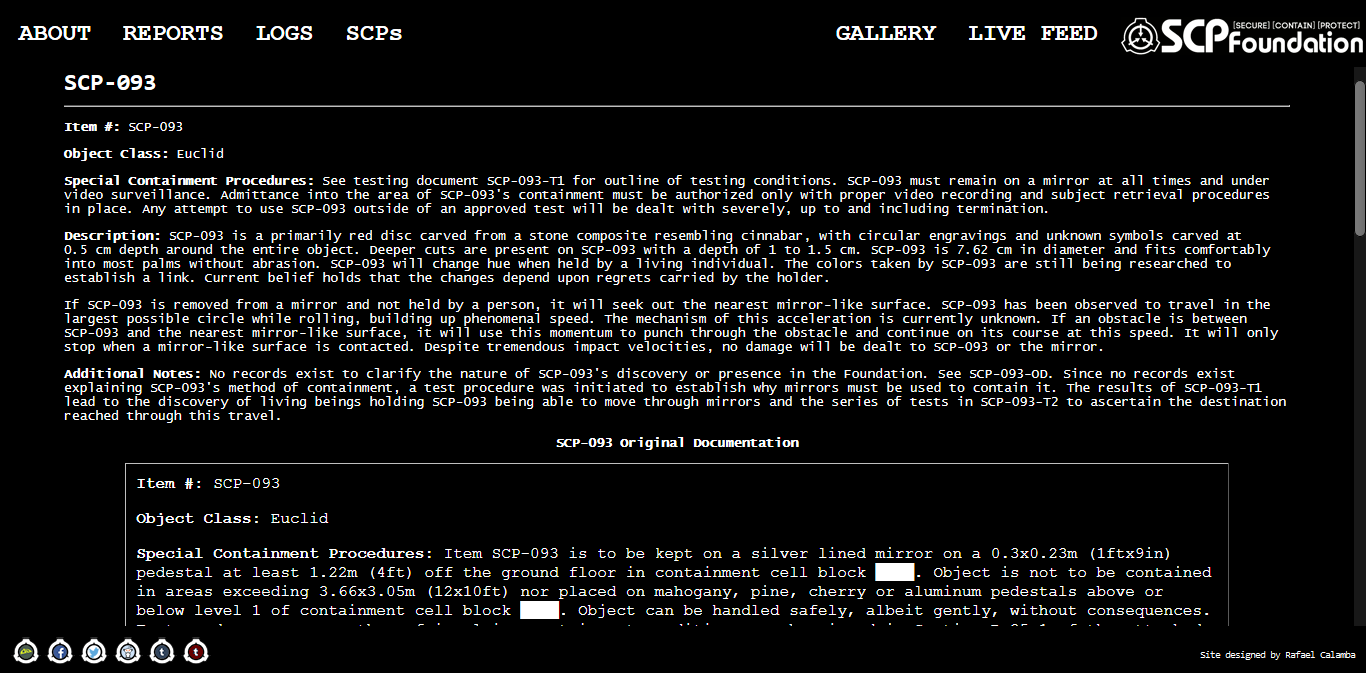 ABOUT REPORTS LOGS SCPs GALLERY LIVE FEED [SECURE] [CONTAIN] [PROTECT]
SCP Foundation
SCP-093
Item #: SCP-093
Object Class: Euclid
Special Containment Procedures: See testing document SCP-093-T1 for outline of testing conditions. SCP-093 must remain on a mirror at all times and under
video surveillance. Admittance into the area of SCP-093's containment must be authorized only with proper video recording and subject retrieval procedures
in place. Any attempt to use SCP-093 outside of an approved test will be dealt with severely, up to and including termination.
Description: SCP-093 is a primarily red disc carved from a stone composite resembling cinnabar, with circular engravings and unknown symbols carved at
0.5 cm depth around the entire object. Deeper cuts are present on SCP-093 with a depth of 1 to 1.5 cm. SCP-093 is 7.62 cm in diameter and fits comfortably
into most palms without abrasion. SCP-093 will change hue when held by a living individual. The colors taken by SCP-093 are still being researched to
establish a link. Current belief holds that the changes depend upon regrets carried by the holder.
If SCP-093 is removed from a mirror and not held by a person, it will seek out the nearest mirror-like surface. SCP-093 has been observed to travel in the
largest possible circle while rolling, building up phenomenal speed. The mechanism of this acceleration is currently unknown. If an obstacle is between
SCP-093 and the nearest mirror-like surface, it will use this momentum to punch through the obstacle and continue on its course at this speed. It will only
stop when a mirror-like surface is contacted. Despite tremendous impact velocities, no damage will be dealt to SCP-093 or the mirror.
Additional Notes: No records exist to clarify the nature of SCP-093's discovery or presence in the Foundation. See SCP-093-OD. Since no records exist
explaining SCP-093's method of containment, a test procedure was initiated to establish why mirrors must be used to contain it. The results of SCP-093-T1
lead to the discovery of living beings holding SCP-093 being able to move through mirrors and the series of tests in SCP-093-T2 to ascertain the destination
reached through this travel.
SCP-093 Original Documentation
Item #: SCP-093
Object Class: Euclid
Special Containment Procedures: Item SCP-093 is to be kept on a silver lined mirror on a 0.3x0.23m (1ftx9in)
pedestal at least 1.22m (4ft) off the ground floor in containment cell block . Object is not to be contained
in areas exceeding 3.66x3.05m (12x10ft) nor placed on mahogany, pine, cherry or aluminum pedestals above or
below level 1 of containment cell block . Object can be handled safely, albeit gently, without consequences.
Site designed by Rafael Calamba